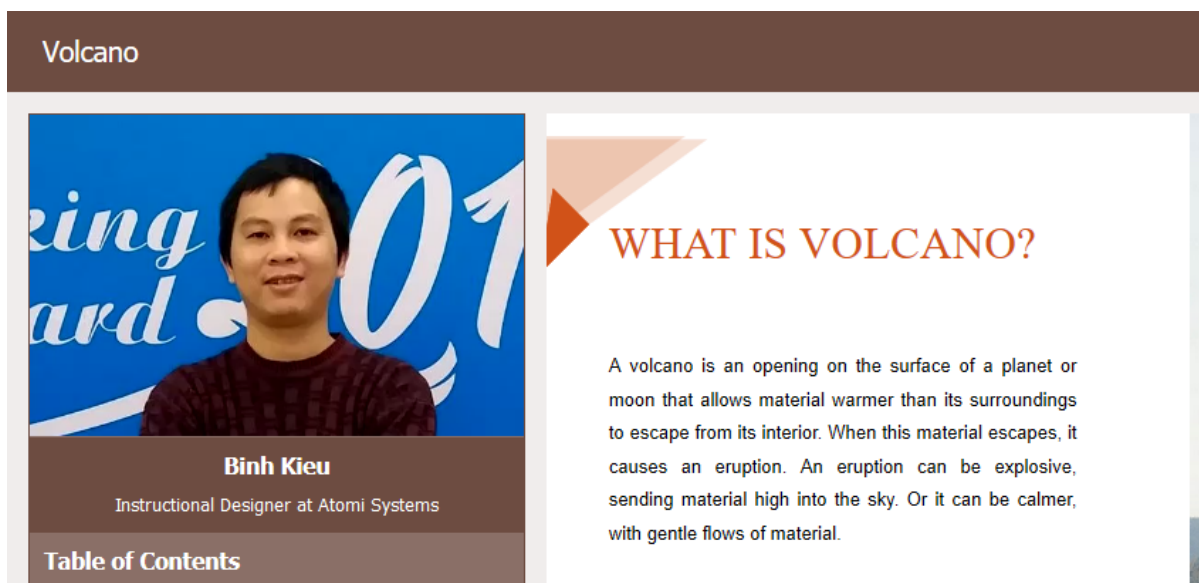 Volcano
king
ard 01
Binh Kieu
Instructional Designer at Atomi Systems
Table of Contents
WHAT IS VOLCANO?
A volcano is an opening on the surface of a planet or
moon that allows material warmer than its surroundings
to escape from its interior. When this material escapes, it
causes an eruption. An eruption can be explosive,
sending material high into the sky. Or it can be calmer,
with gentle flows of material.